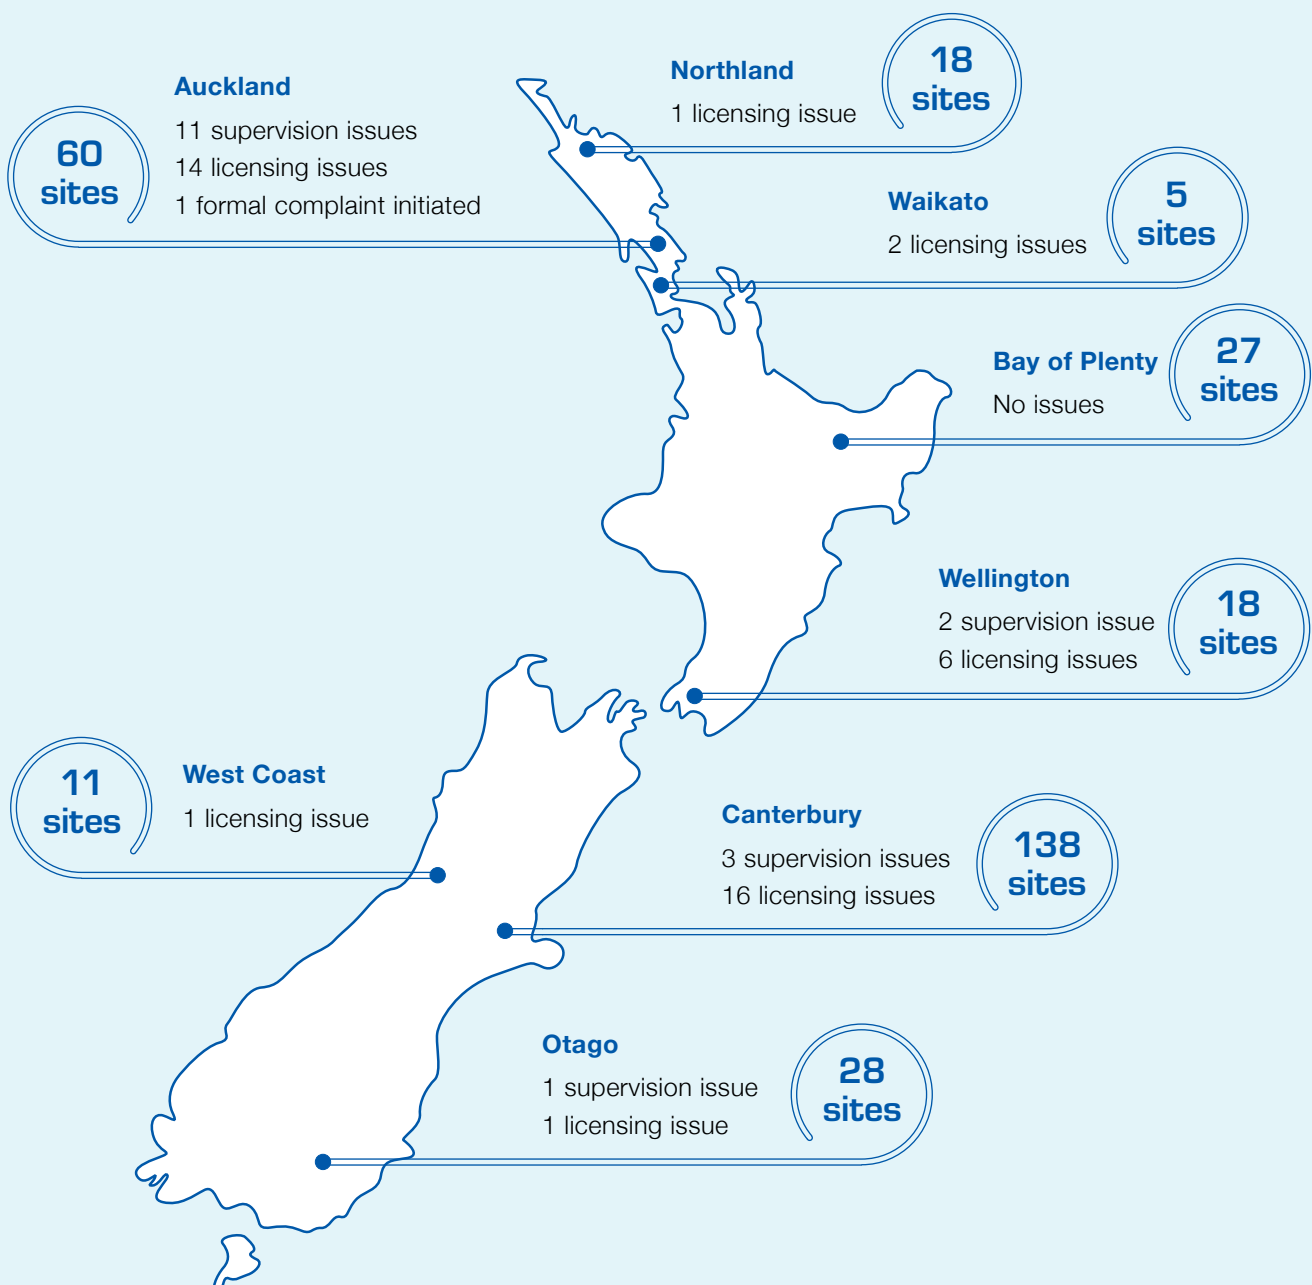 Auckland
11 supervision issues
14 licensing issues
1 formal complaint initiated
60
sites
Northland
1 licensing issue
18
sites
Waikato
2 licensing issues
5
sites
Bay of Plenty
No issues
27
sites
Wellington
2 supervision issue
6 licensing issues
18
sites
West Coast
1 licensing issue
11
sites
Canterbury
3 supervision issues
16 licensing issues
138
sites
Otago
1 supervision issue
1 licensing issue
28
sites